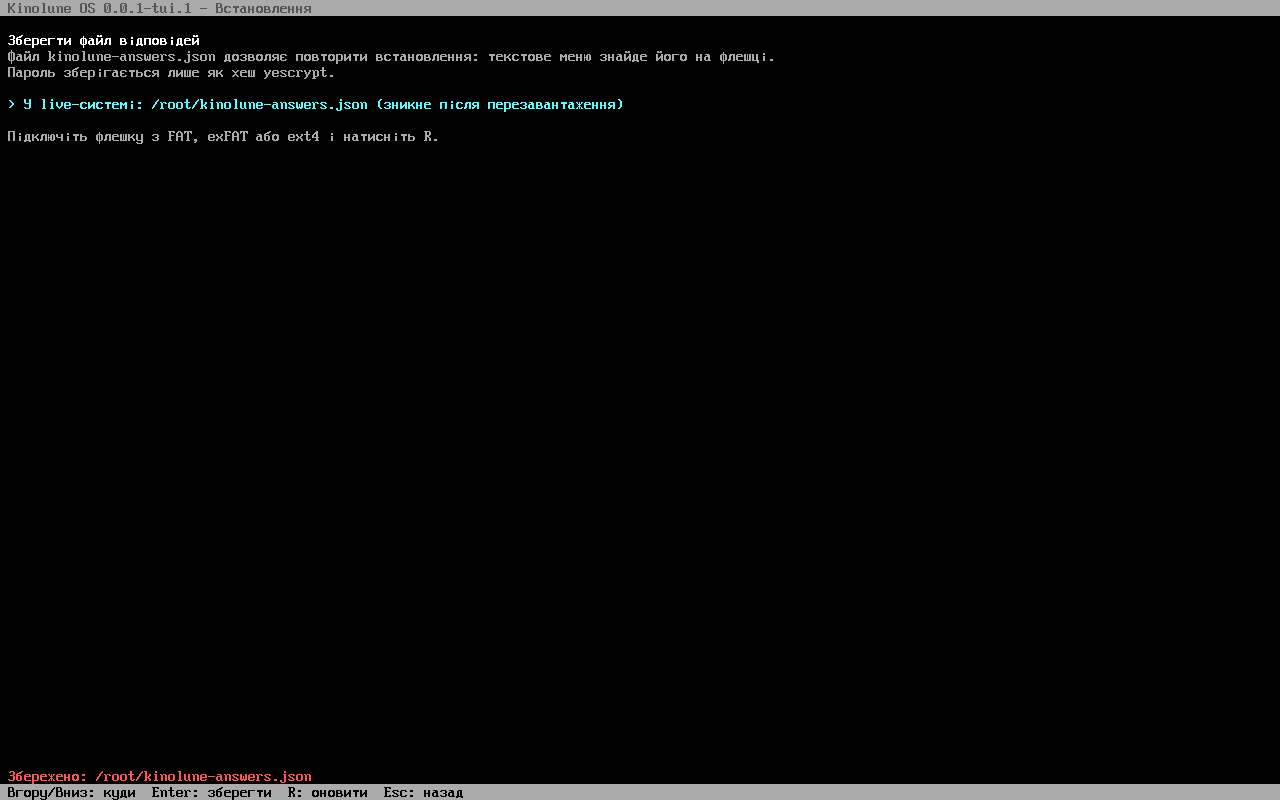 Kinolune OS 0.0.1-tui.1 - Встановлення
Зберегти файл відповідей
Файл kinolune-answers.json дозволяє повторити встановлення: текстове меню знайде його на флешці.
Пароль зберігається лише як хеш yescrypt.
> У live-системі: /root/kinolune-answers.json (зникне після перезавантаження)
Підключіть флешку з FAT, exFAT або ext4 і натисніть R.
Збережено: /root/kinolune-answers.json
Вгору/Вниз: куди  Enter: зберегти  R: оновити  Esc: назад